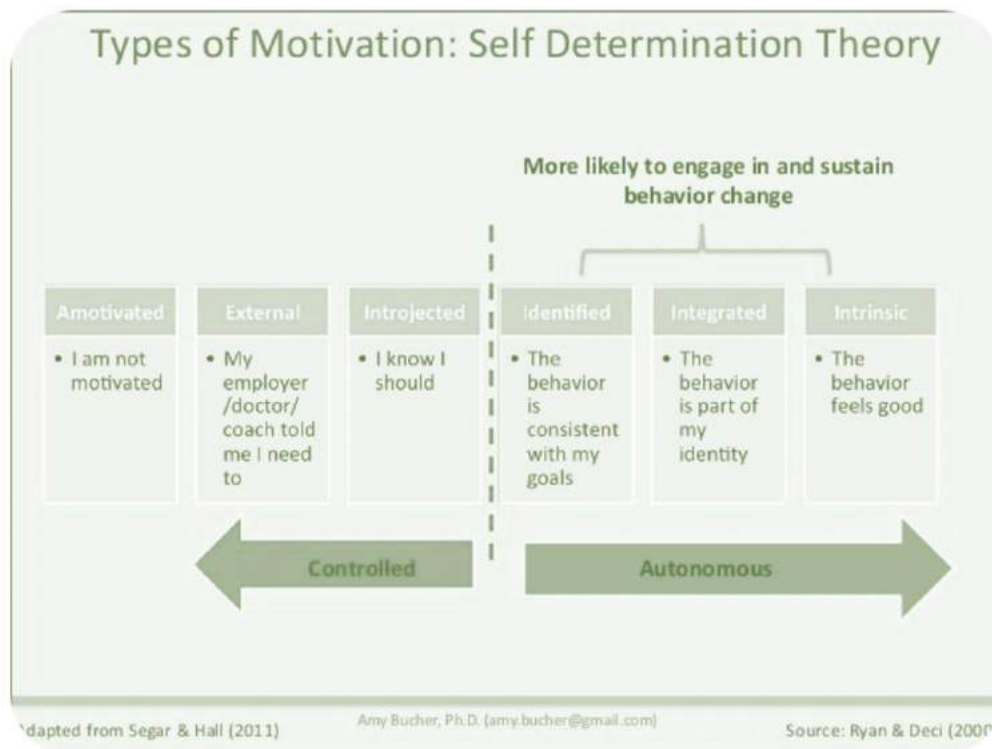 Types of Motivation: Self Determination Theory
More likely to engage in and sustain
behavior change
Amotivated
External
Introjected
Identified
Integrated
Intrinsic
• I am not
motivated
• My
employer
/doctor/
coach told
me I need
to
• I know I
should
• The
behavior
is
consistent
with my
goals
• The
behavior
is part of
my
identity
• The
behavior
feels good
Controlled
Autonomous
dapted from Segar & Hall (2011)
Amy Bucher, Ph.D. (amy.bucher@gmail.com)
Source: Ryan & Deci (2000